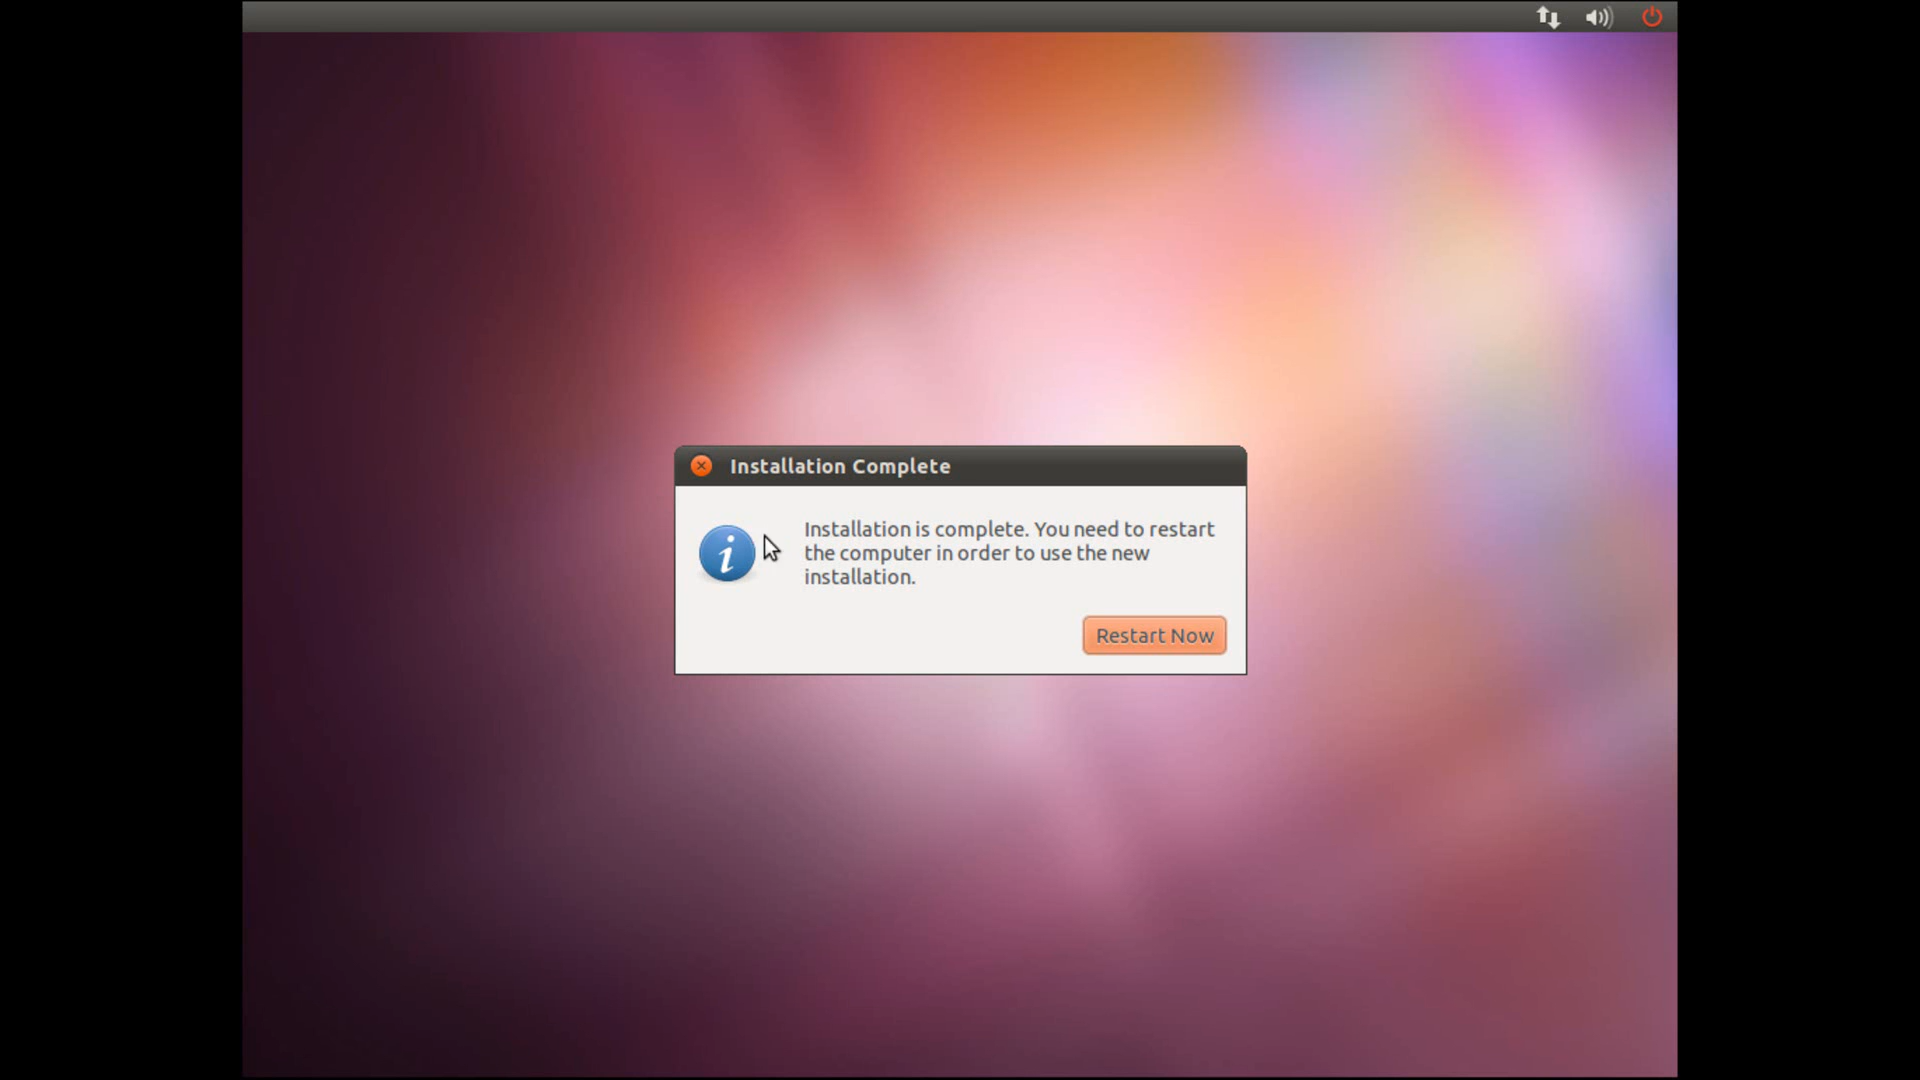 Installation Complete
Installation is complete. You need to restart
the computer in order to use the new
installation.
Restart Now